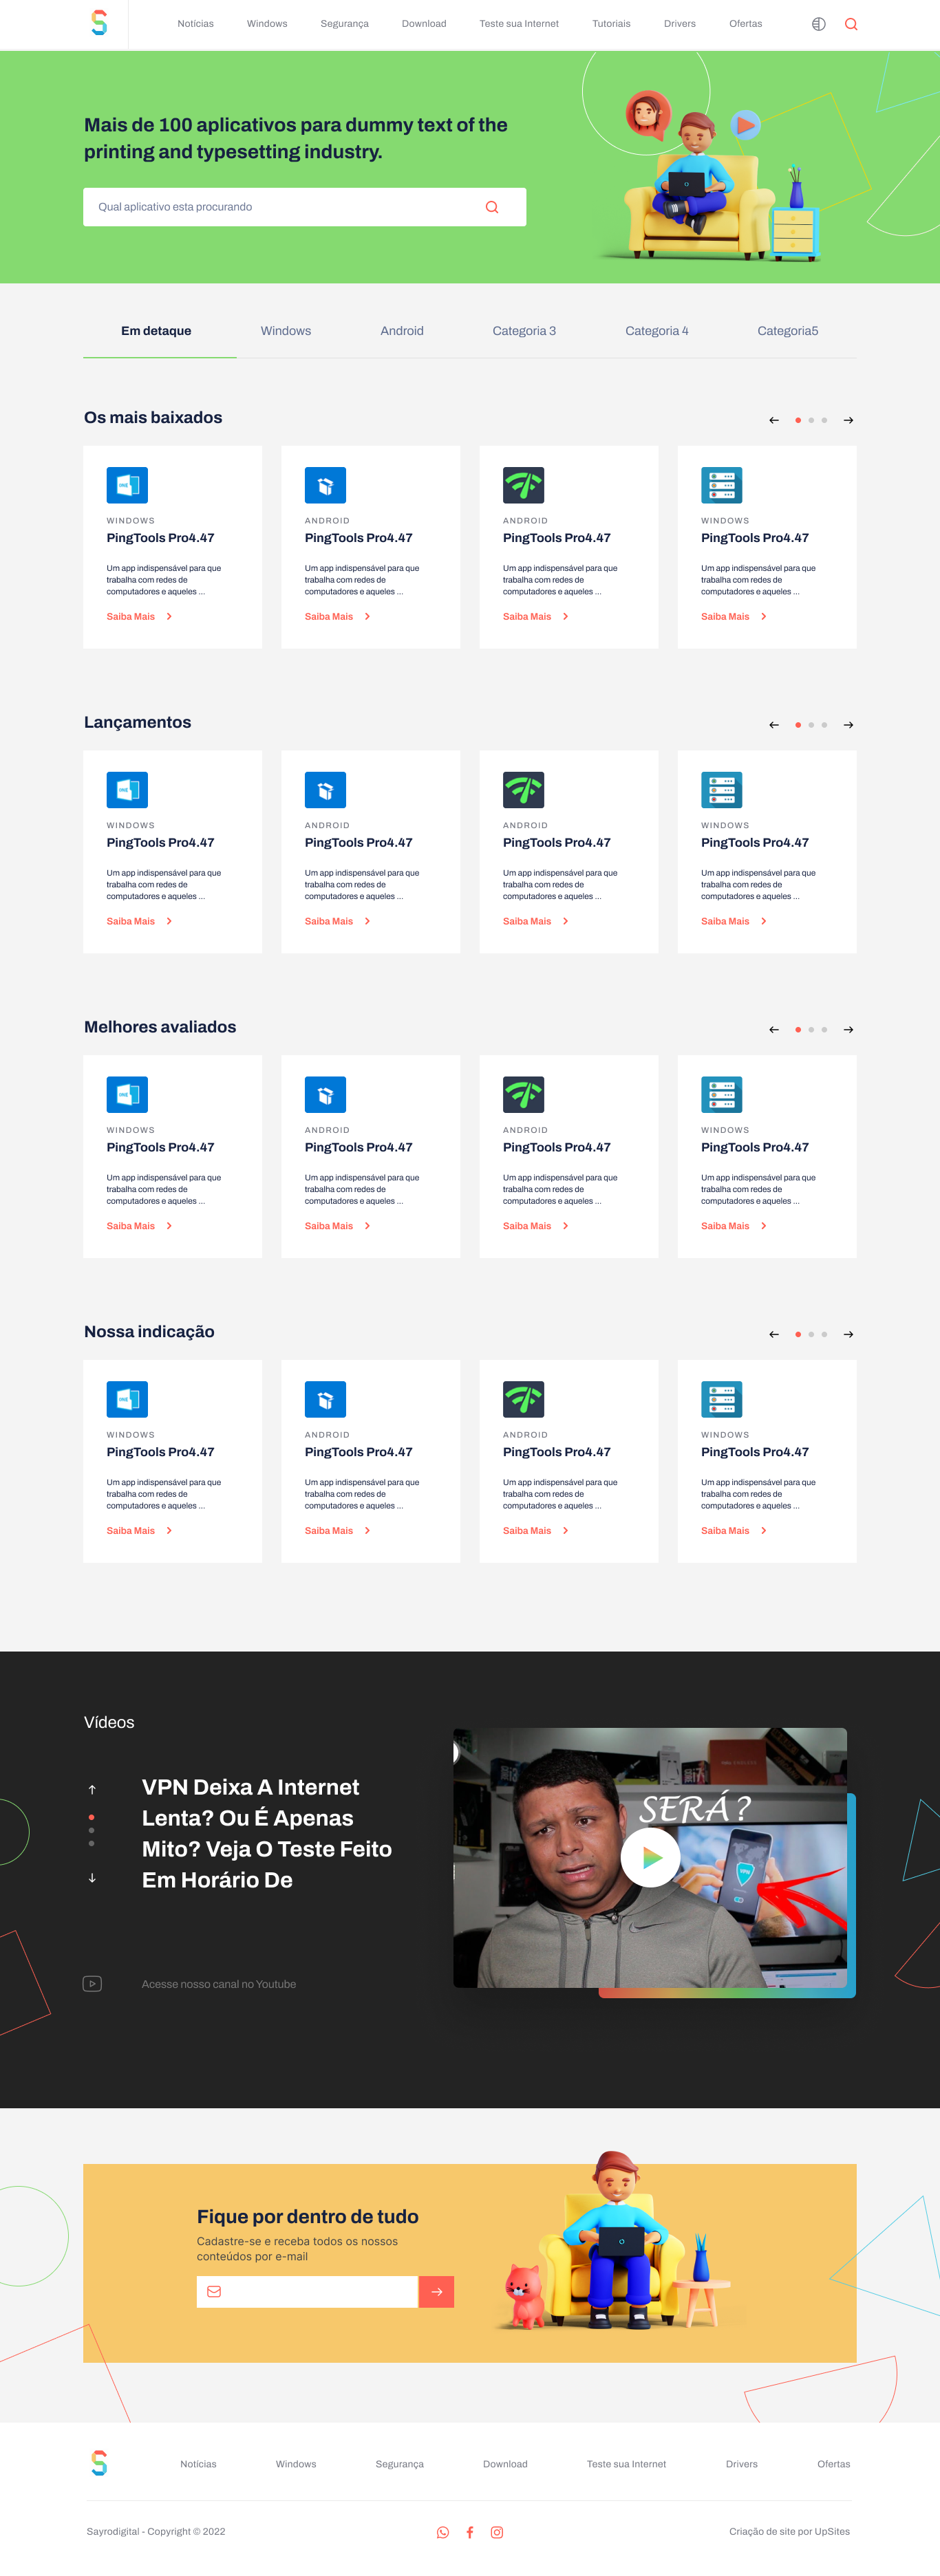 Notícias Windows Segurança Download Teste sua Internet Tutoriais Drivers Ofertas
Mais de 100 aplicativos para dummy text of the
printing and typesetting industry.
Qual aplicativo esta procurando
Em detaque Windows Android Categoria 3 Categoria 4 Categoria5
Os mais baixados
WINDOWS
PingTools Pro4.47
Um app indispensável para que
trabalha com redes de
computadores e aqueles ...
Saiba Mais
ANDROID
PingTools Pro4.47
Um app indispensável para que
trabalha com redes de
computadores e aqueles ...
Saiba Mais
ANDROID
PingTools Pro4.47
Um app indispensável para que
trabalha com redes de
computadores e aqueles ...
Saiba Mais
WINDOWS
PingTools Pro4.47
Um app indispensável para que
trabalha com redes de
computadores e aqueles ...
Saiba Mais
Lançamentos
WINDOWS
PingTools Pro4.47
Um app indispensável para que
trabalha com redes de
computadores e aqueles ...
Saiba Mais
ANDROID
PingTools Pro4.47
Um app indispensável para que
trabalha com redes de
computadores e aqueles ...
Saiba Mais
ANDROID
PingTools Pro4.47
Um app indispensável para que
trabalha com redes de
computadores e aqueles ...
Saiba Mais
WINDOWS
PingTools Pro4.47
Um app indispensável para que
trabalha com redes de
computadores e aqueles ...
Saiba Mais
Melhores avaliados
WINDOWS
PingTools Pro4.47
Um app indispensável para que
trabalha com redes de
computadores e aqueles ...
Saiba Mais
ANDROID
PingTools Pro4.47
Um app indispensável para que
trabalha com redes de
computadores e aqueles ...
Saiba Mais
ANDROID
PingTools Pro4.47
Um app indispensável para que
trabalha com redes de
computadores e aqueles ...
Saiba Mais
WINDOWS
PingTools Pro4.47
Um app indispensável para que
trabalha com redes de
computadores e aqueles ...
Saiba Mais
Nossa indicação
WINDOWS
PingTools Pro4.47
Um app indispensável para que
trabalha com redes de
computadores e aqueles ...
Saiba Mais
ANDROID
PingTools Pro4.47
Um app indispensável para que
trabalha com redes de
computadores e aqueles ...
Saiba Mais
ANDROID
PingTools Pro4.47
Um app indispensável para que
trabalha com redes de
computadores e aqueles ...
Saiba Mais
WINDOWS
PingTools Pro4.47
Um app indispensável para que
trabalha com redes de
computadores e aqueles ...
Saiba Mais
Vídeos
VPN Deixa A Internet
Lenta? Ou É Apenas
Mito? Veja O Teste Feito
Em Horário De
SERÁ?
VPN
Acesse nosso canal no Youtube
Fique por dentro de tudo
Cadastre-se e receba todos os nossos
conteúdos por e-mail
Notícias Windows Segurança Download Teste sua Internet Drivers Ofertas
Sayrodigital - Copyright © 2022
Criação de site por UpSites